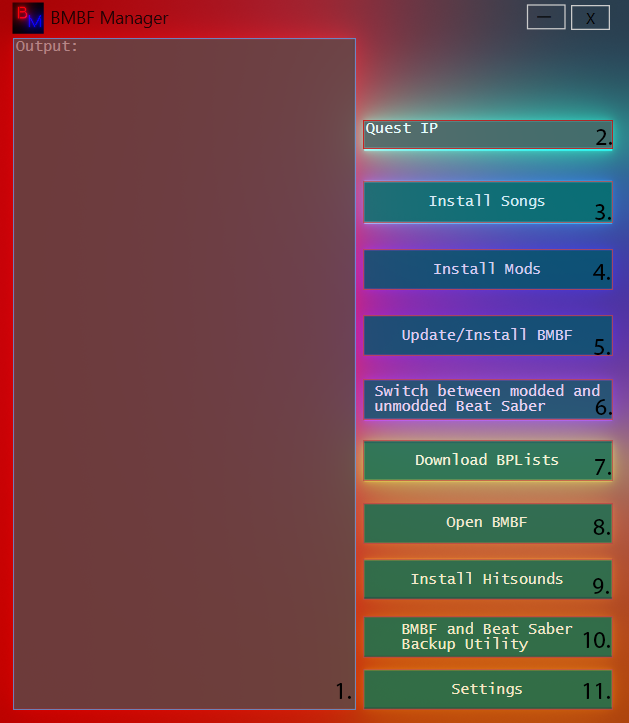 BM BMBF Manager — X
Output:
Quest IP
2.
Install Songs
3.
Install Mods
4.
Update/Install BMBF
5.
Switch between modded and
unmodded Beat Saber
6.
Download BPLists
7.
Open BMBF
8.
Install Hitsounds
9.
BMBF and Beat Saber
Backup Utility
10.
Settings
11.
1.